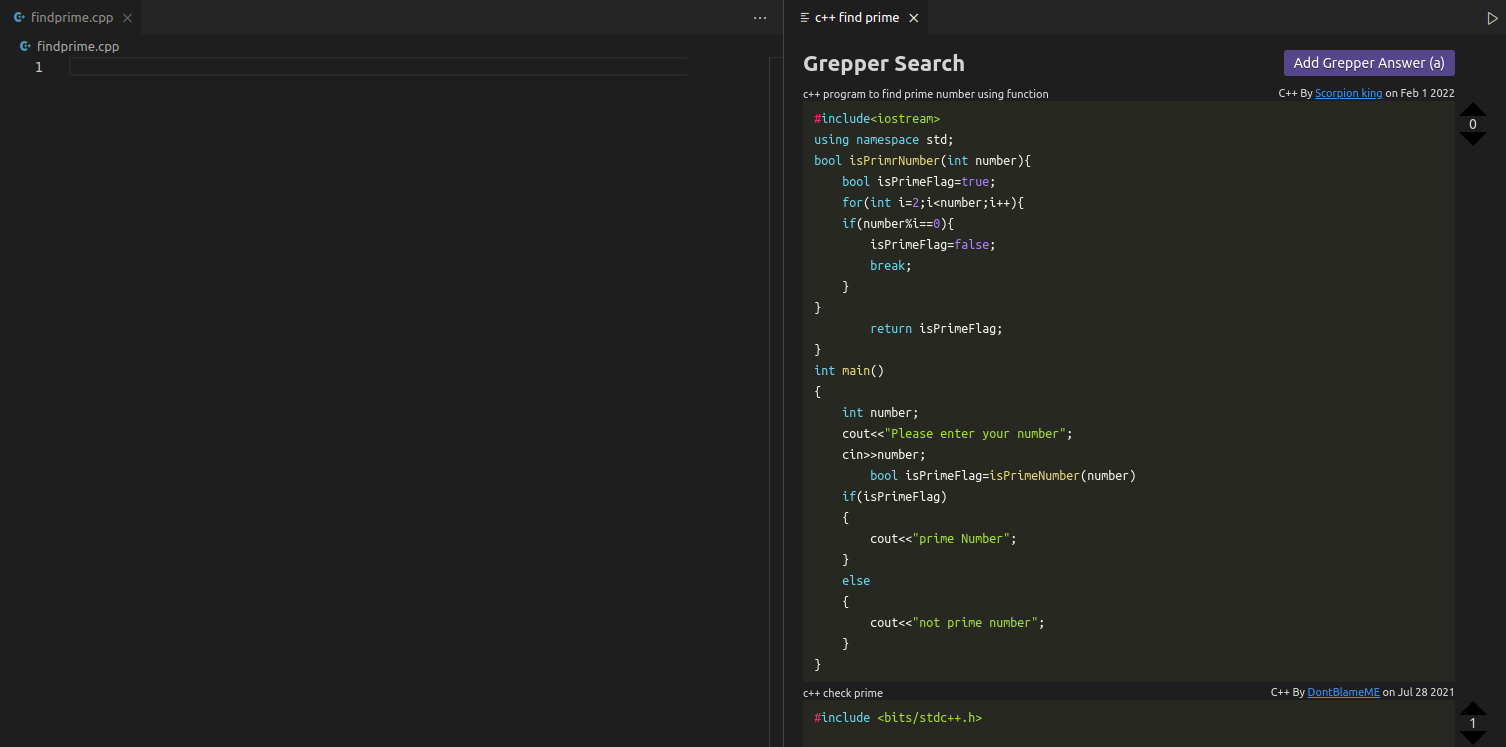 findprime.cpp
findprime.cpp
1
c++ find prime
Grepper Search
Add Grepper Answer (a)
c++ program to find prime number using function
C++ By Scorpion king on Feb 1 2022
0
#include<iostream>
using namespace std;
bool isPrimrNumber(int number){
    bool isPrimeFlag=true;
    for(int i=2;i<number;i++){
    if(number%i==0){
        isPrimeFlag=false;
        break;
    }
}
        return isPrimeFlag;
}
int main()
{
    int number;
    cout<<"Please enter your number";
    cin>>number;
        bool isPrimeFlag=isPrimeNumber(number)
    if(isPrimeFlag)
    {
        cout<<"prime Number";
    }
    else
    {
        cout<<"not prime number";
    }
}
c++ check prime
C++ By DontBlameME on Jul 28 2021
#include <bits/stdc++.h>
1